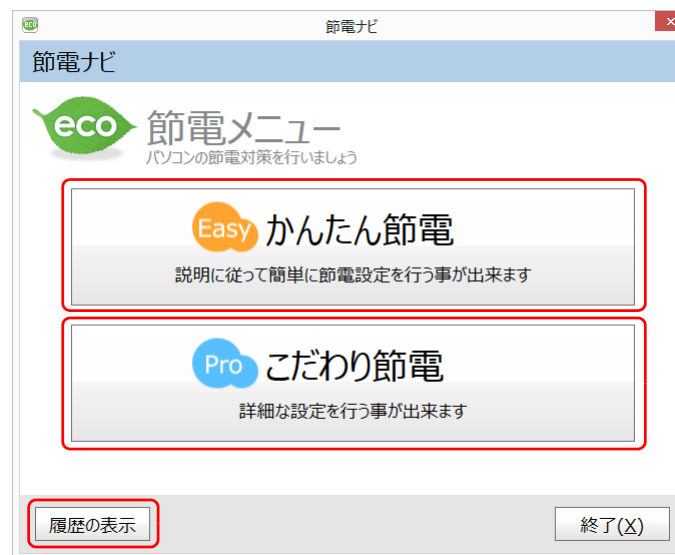 eco
節電ナビ
節電ナビ
eco
節電メニュー
パソコンの節電対策を行いましょう
Easy かんたん節電
説明に従って簡単に節電設定を行う事が出来ます
Pro こだわり節電
詳細な設定を行う事が出来ます
履歴の表示
終了(X)